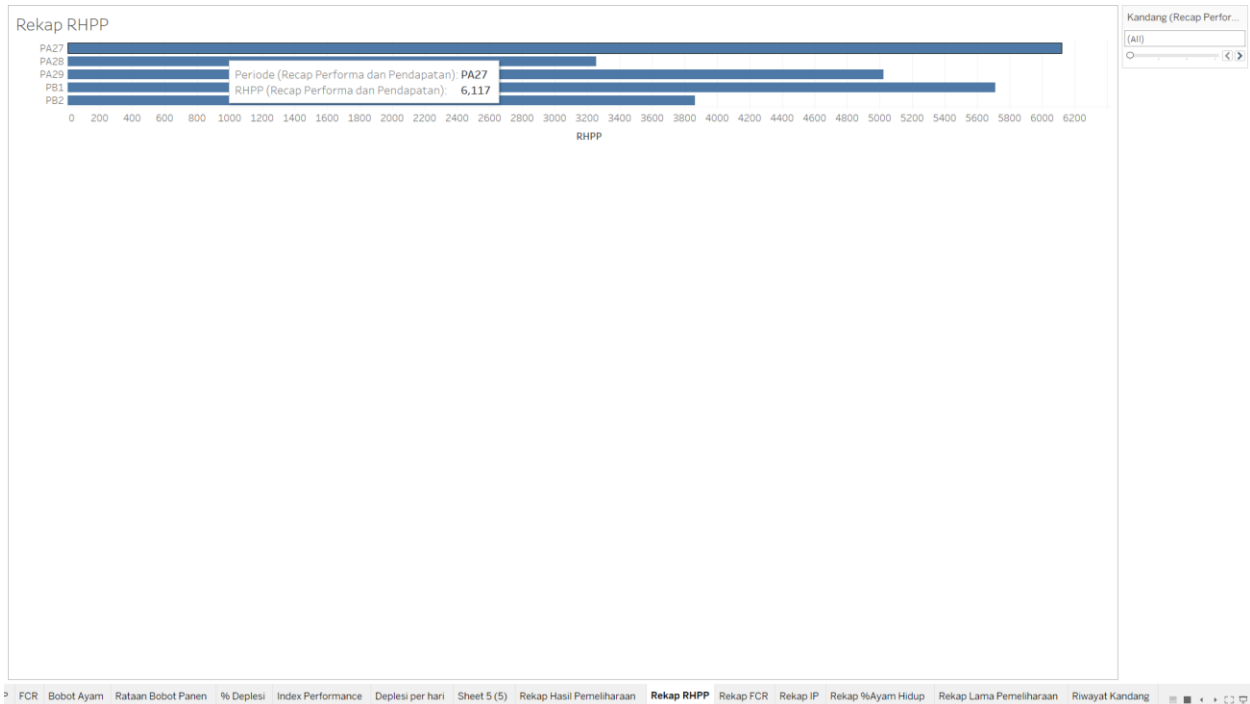 Rekap RHPP
Kandang (Recap Perfor...
(All)
PA27
PA28
PA29
PB1
PB2
Periode (Recap Performa dan Pendapatan): PA27
RHPP (Recap Performa dan Pendapatan): 6,117
0 200 400 600 800 1000 1200 1400 1600 1800 2000 2200 2400 2600 2800 3000 3200 3400 3600 3800 4000 4200 4400 4600 4800 5000 5200 5400 5600 5800 6000 6200
RHPP
FCR Bobot Ayam Rataan Bobot Panen % Deplesi Index Performance Deplesi per hari Sheet 5 (5) Rekap Hasil Pemeliharaan Rekap RHPP Rekap FCR Rekap IP Rekap %Ayam Hidup Rekap Lama Pemeliharaan Riwayat Kandang